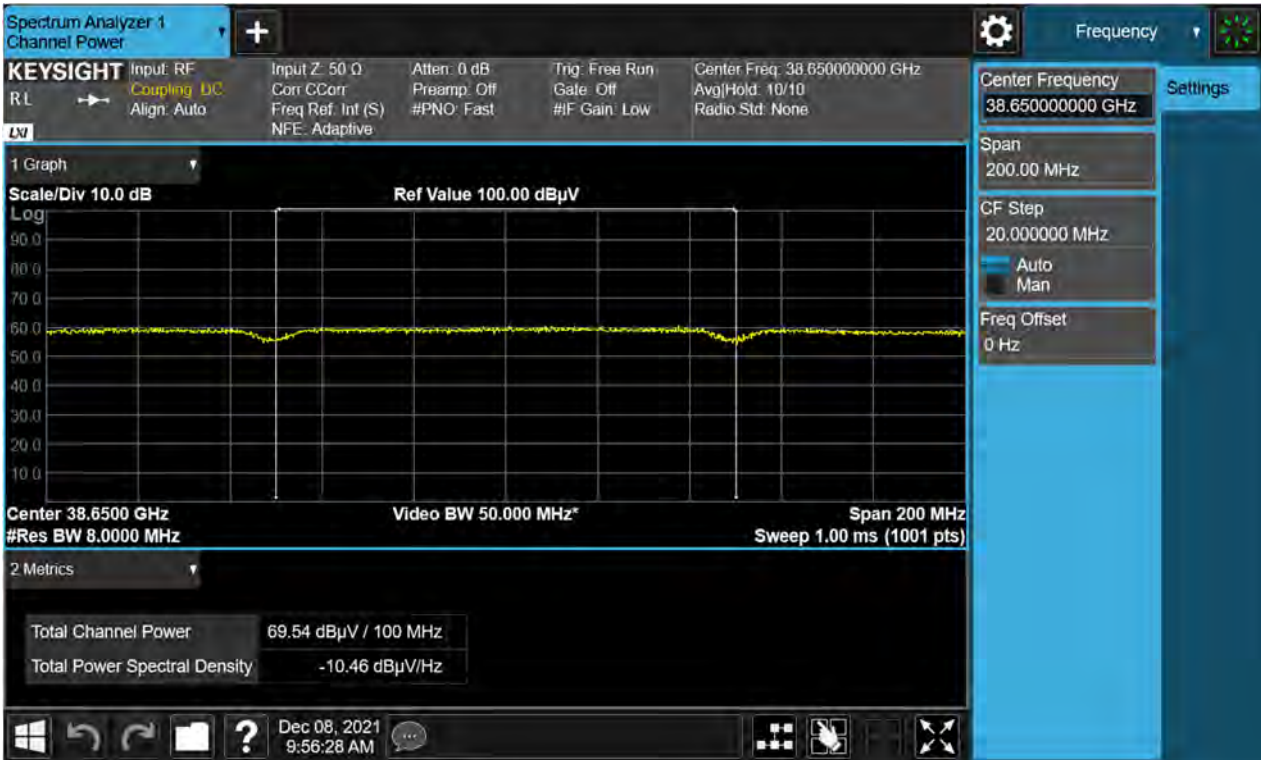 Spectrum Analyzer 1
Channel Power
+
Frequency
KEYSIGHT
R L
LXI
Input: RF
Coupling: DC
Align: Auto
Input Z: 50 Ω
Corr CCorr
Freq Ref: Int (S)
NFE: Adaptive
Atten: 0 dB
Preamp: Off
#PNO: Fast
Trig: Free Run
Gate: Off
#IF Gain: Low
Center Freq: 38.650000000 GHz
Avg|Hold: 10/10
Radio Std: None
Center Frequency
38.650000000 GHz
Settings
Span
200.00 MHz
CF Step
20.000000 MHz
Auto
Man
Freq Offset
0 Hz
1 Graph
Scale/Div 10.0 dB
Ref Value 100.00 dBµV
Log
90.0
80.0
70.0
60.0
50.0
40.0
30.0
20.0
10.0
Center 38.6500 GHz
Video BW 50.000 MHz*
Span 200 MHz
#Res BW 8.0000 MHz
Sweep 1.00 ms (1001 pts)
2 Metrics
Total Channel Power
69.54 dBµV / 100 MHz
Total Power Spectral Density
-10.46 dBµV/Hz
?
Dec 08, 2021
9:56:28 AM